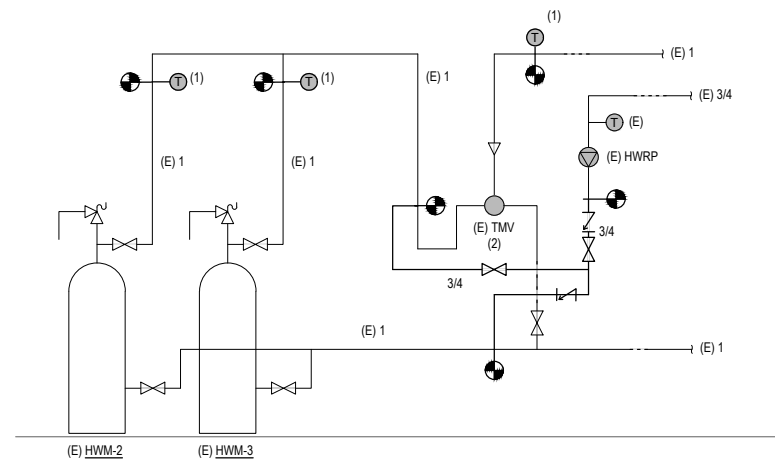 (1)
T
(E) 1
T (1)
T (1)
(E) 1
(E) 3/4
T (E)
(E) HWRP
(E) 1
(E) 1
(E) TMV
(2)
3/4
3/4
(E) 1
(E) 1
(E) HWM-2
(E) HWM-3